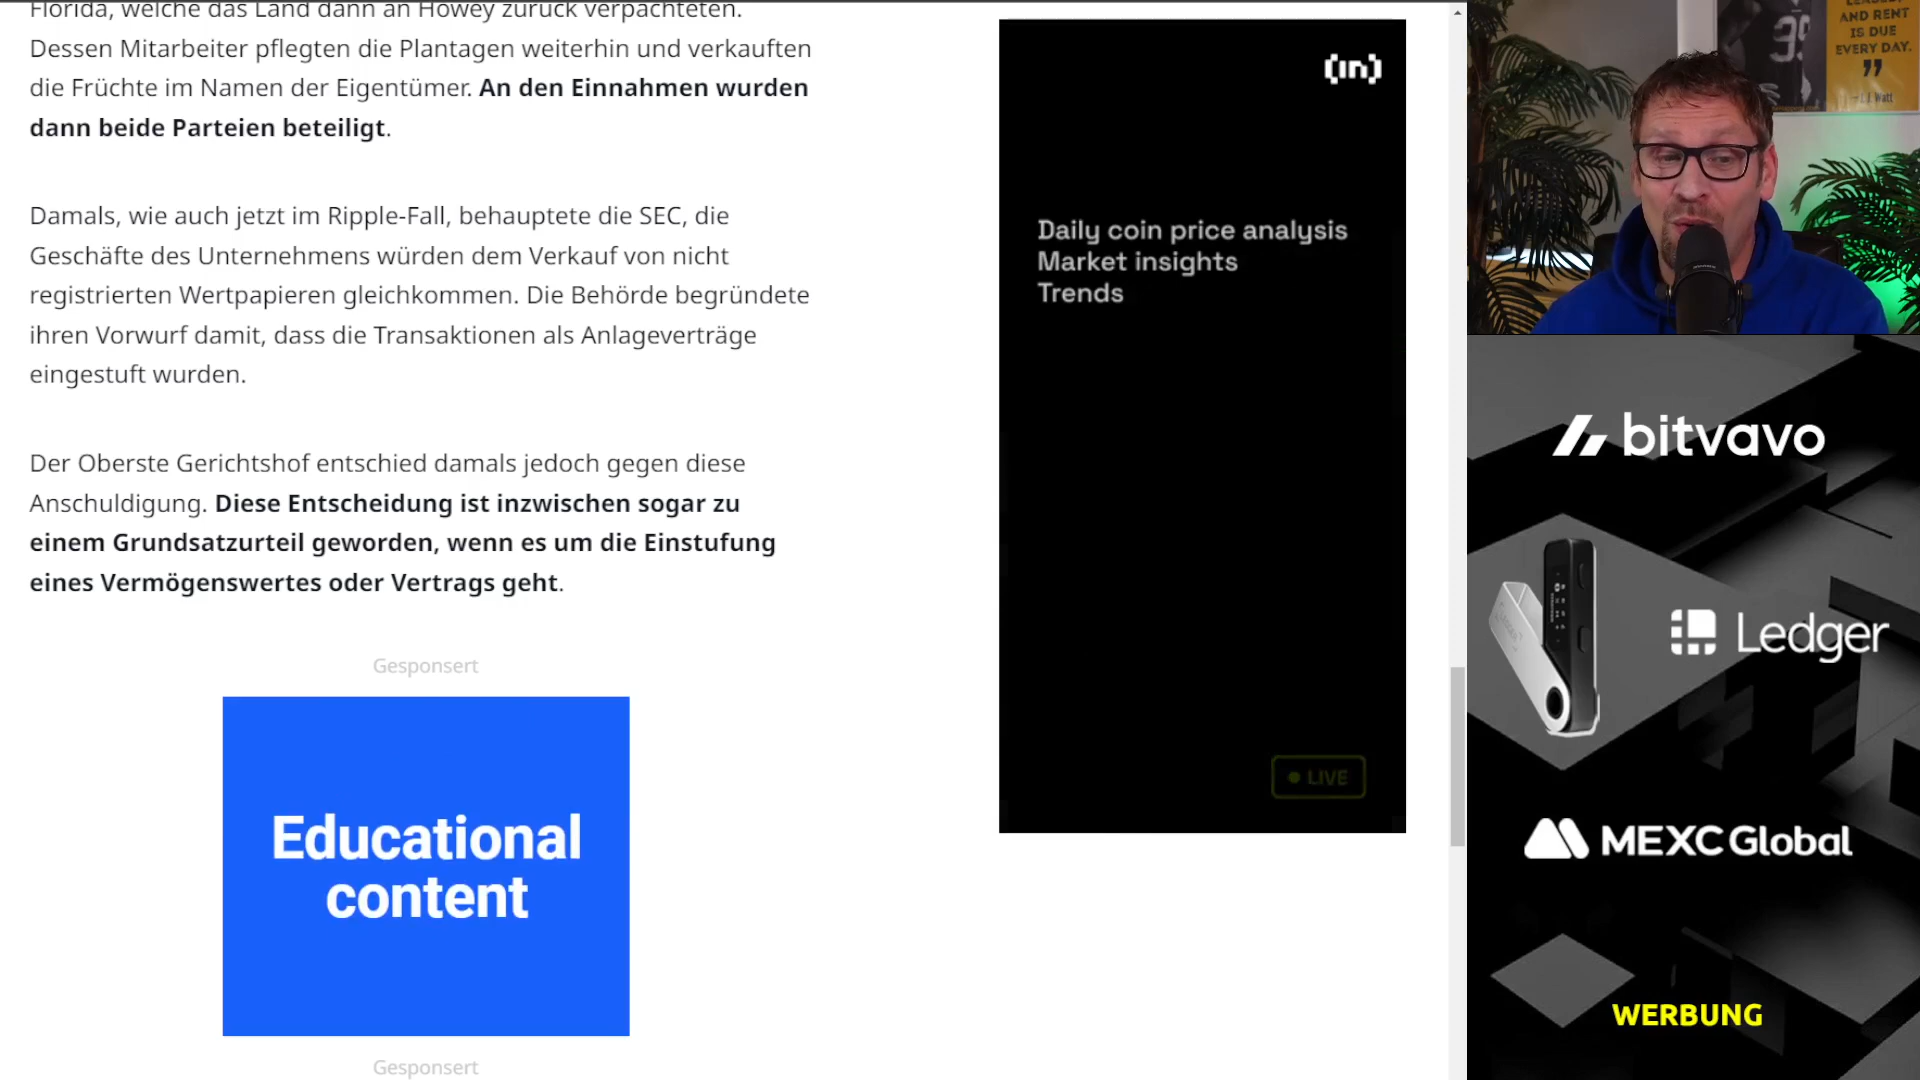 Florida, welche das Land dann an Howey zurück verpachteten.
Dessen Mitarbeiter pflegten die Plantagen weiterhin und verkauften
die Früchte im Namen der Eigentümer. An den Einnahmen wurden
dann beide Parteien beteiligt.
Damals, wie auch jetzt im Ripple-Fall, behauptete die SEC, die
Geschäfte des Unternehmens würden dem Verkauf von nicht
registrierten Wertpapieren gleichkommen. Die Behörde begründete
ihren Vorwurf damit, dass die Transaktionen als Anlageverträge
eingestuft wurden.
Der Oberste Gerichtshof entschied damals jedoch gegen diese
Anschuldigung. Diese Entscheidung ist inzwischen sogar zu
einem Grundsatzurteil geworden, wenn es um die Einstufung
eines Vermögenswertes oder Vertrags geht.
Gesponsert
Educational
content
Gesponsert
(in)
Daily coin price analysis
Market insights
Trends
LIVE
AND RENT
IS DUE
EVERY DAY.
”
Watt
39
bitvavo
Ledger
MEXC Global
WERBUNG